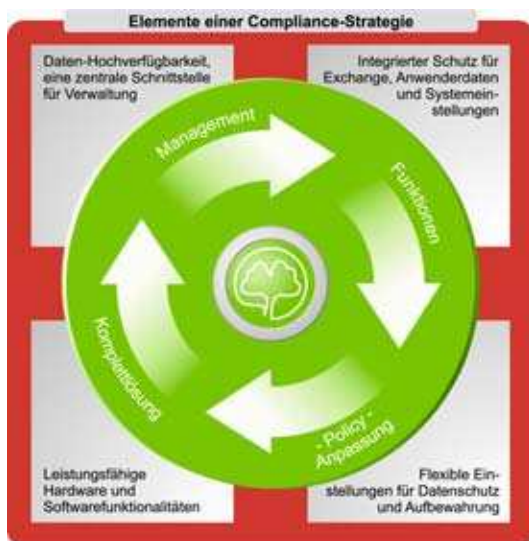 Elemente einer Compliance-Strategie
Daten-Hochverfügbarkeit,
eine zentrale Schnittstelle
für Verwaltung
Integrierter Schutz für
Exchange, Anwenderdaten
und Systemein-
stellungen
Management
Funktionen
- Policy -
Anpassung
Komplettlösung
Leistungsfähige
Hardware und
Softwarefunktionalitäten
Flexible Ein-
stellungen für Datenschutz
und Aufbewahrung